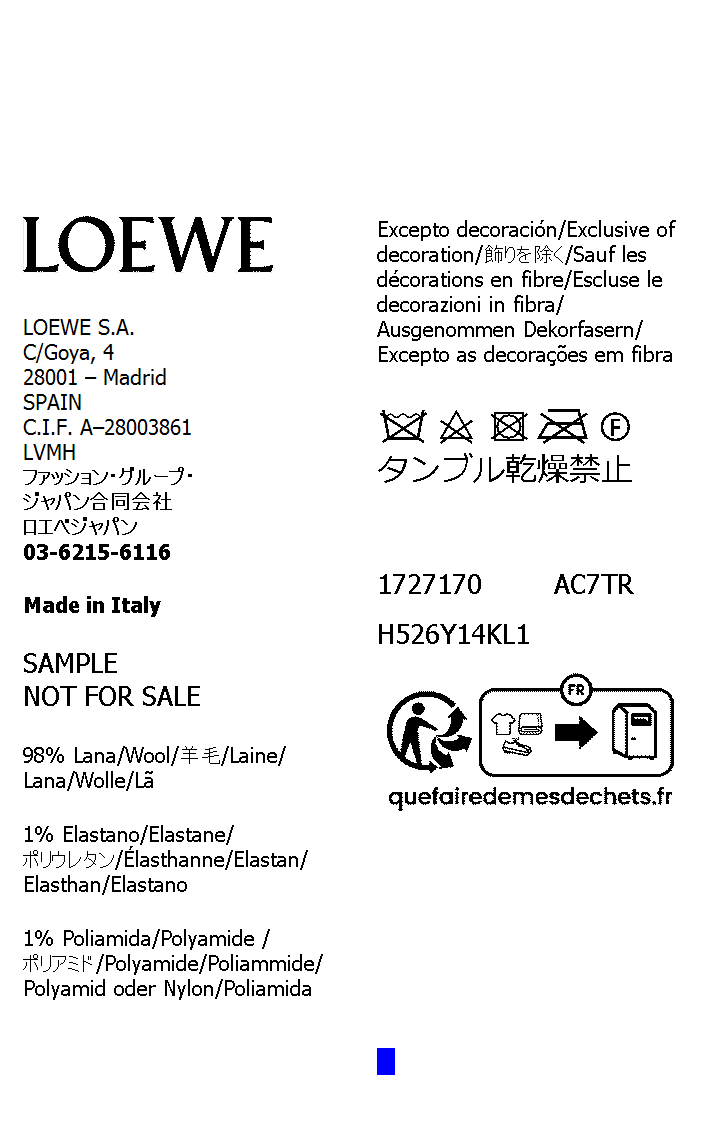 LOEWE
LOEWE S.A.
C/Goya, 4
28001 – Madrid
SPAIN
C.I.F. A–28003861
LVMH
ファッション・グループ・
ジャパン合同会社
ロエベジャパン
03-6215-6116
Made in Italy
SAMPLE
NOT FOR SALE
98% Lana/Wool/羊毛/Laine/
Lana/Wolle/Lã
1% Elastano/Elastane/
ポリウレタン/Élasthanne/Elastan/
Elasthan/Elastano
1% Poliamida/Polyamide /
ポリアミド/Polyamide/Poliammide/
Polyamid oder Nylon/Poliamida
Excepto decoración/Exclusive of
decoration/飾りを除く/Sauf les
décorations en fibre/Escluse le
decorazioni in fibra/
Ausgenommen Dekorfasern/
Excepto as decorações em fibra
F
タンブル乾燥禁止
1727170 AC7TR
H526Y14KL1
FR
quefairedemesdechets.fr